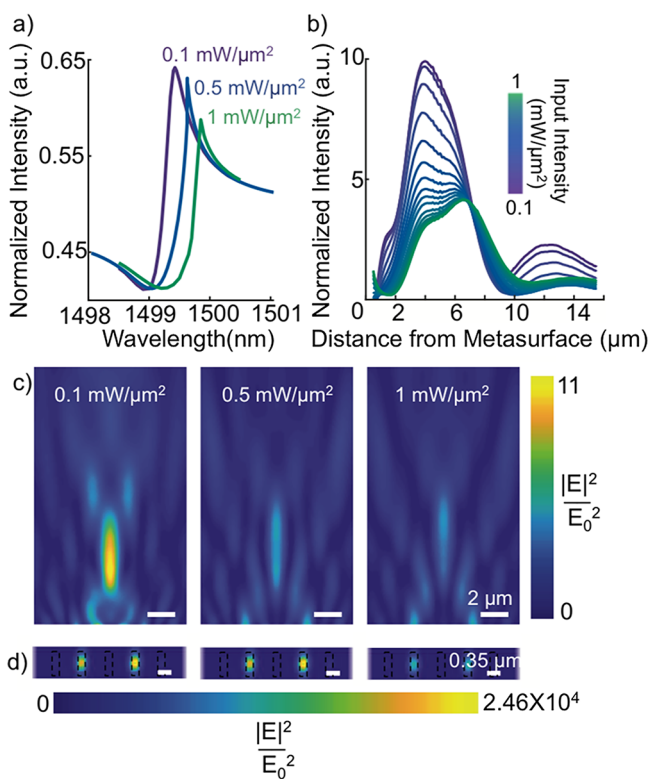 a)
0.1 mW/µm²
0.5 mW/µm²
1 mW/µm²
Normalized Intensity (a.u.)
0.65
0.55
0.45
1498
1499
1500
1501
Wavelength(nm)
b)
Normalized Intensity (a.u.)
10
5
0
2
6
10
14
Distance from Metasurface (µm)
1
0.1
Input Intensity
(mW/µm²)
c)
0.1 mW/µm²
0.5 mW/µm²
1 mW/µm²
2 µm
11
0
|E|²
E₀²
d)
0.35 µm
0
2.46X10⁴
|E|²
E₀²